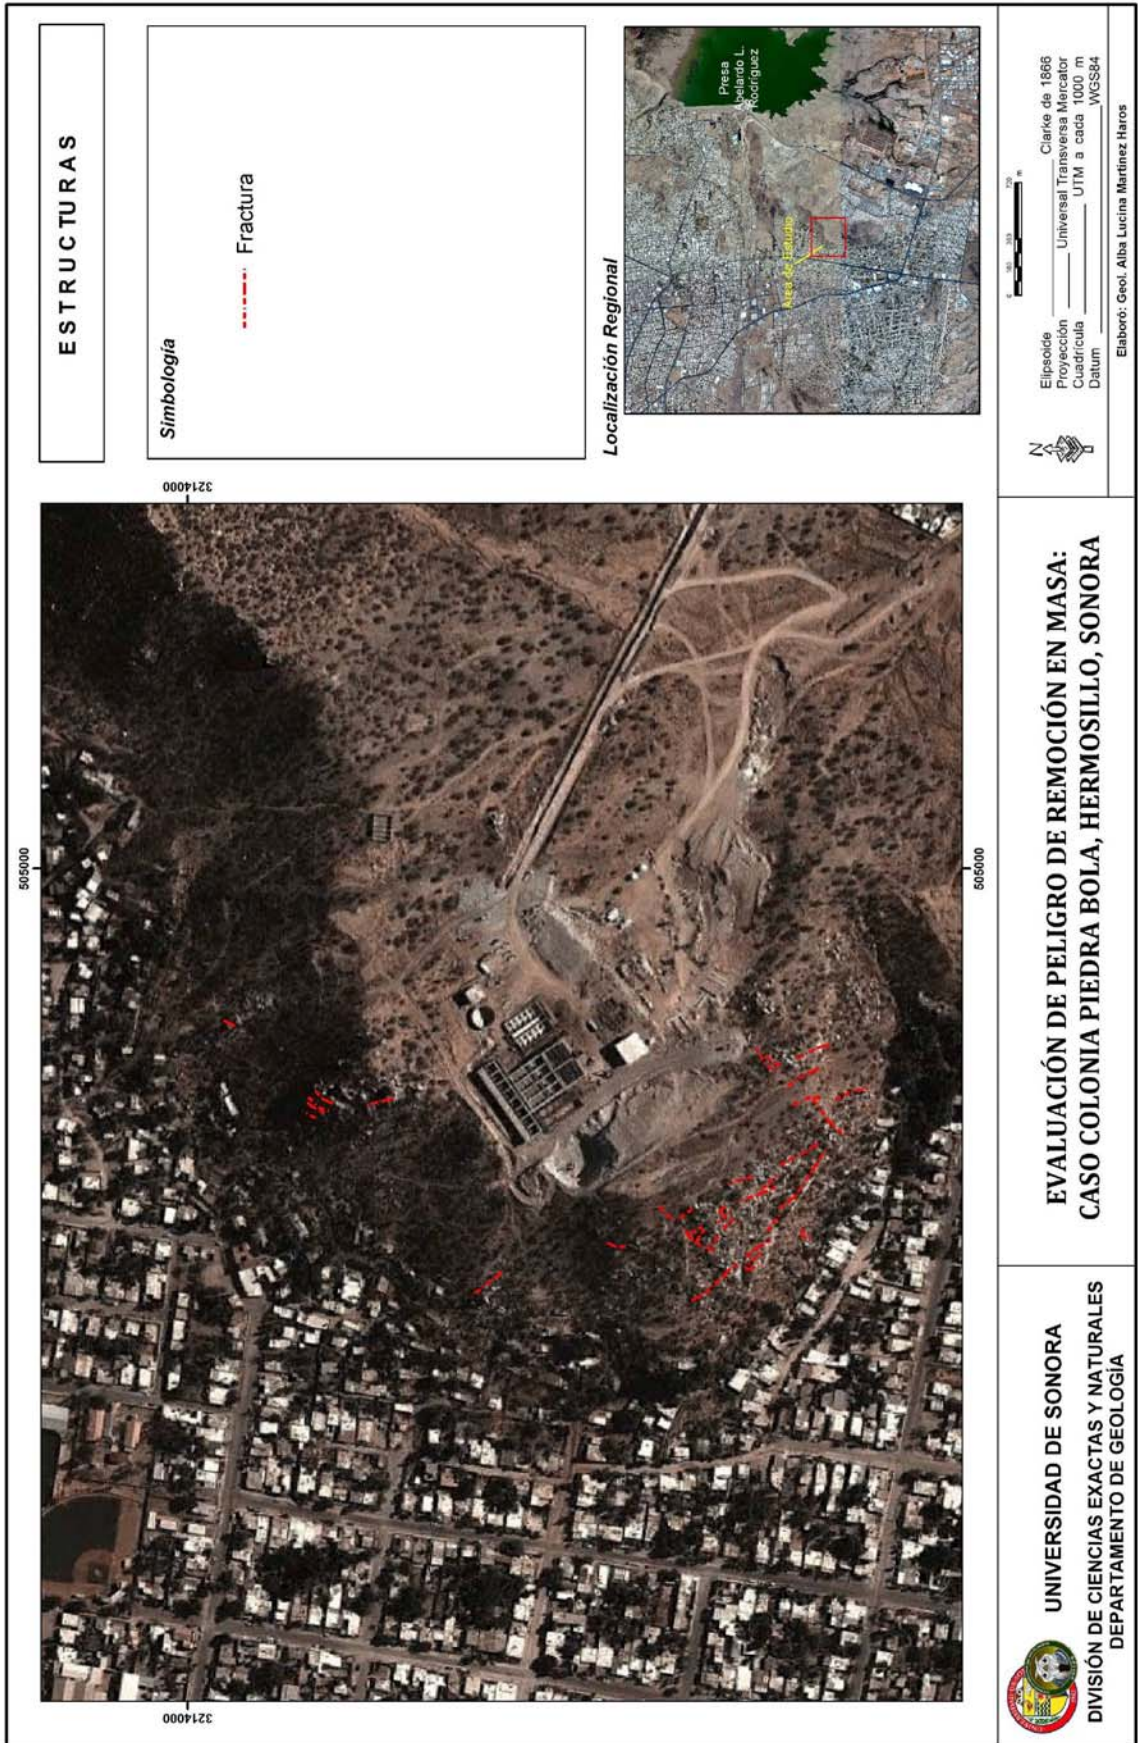 ESTRUCTURAS
Simbología
Fractura
Localización Regional
Presa
Abelardo L.
Rodríguez
Área de Estudio
505000
3214000
3214000
505000
UNIVERSIDAD DE SONORA
DIVISIÓN DE CIENCIAS EXACTAS Y NATURALES
DEPARTAMENTO DE GEOLOGÍA
EVALUACIÓN DE PELIGRO DE REMOCIÓN EN MASA:
CASO COLONIA PIEDRA BOLA, HERMOSILLO, SONORA
N
m
Elipsoide Clarke de 1866
Proyección Universal Transversa Mercator
Cuadrícula UTM a cada 1000 m
Datum WGS84
Elaboró: Geol. Alba Lucina Martínez Haros